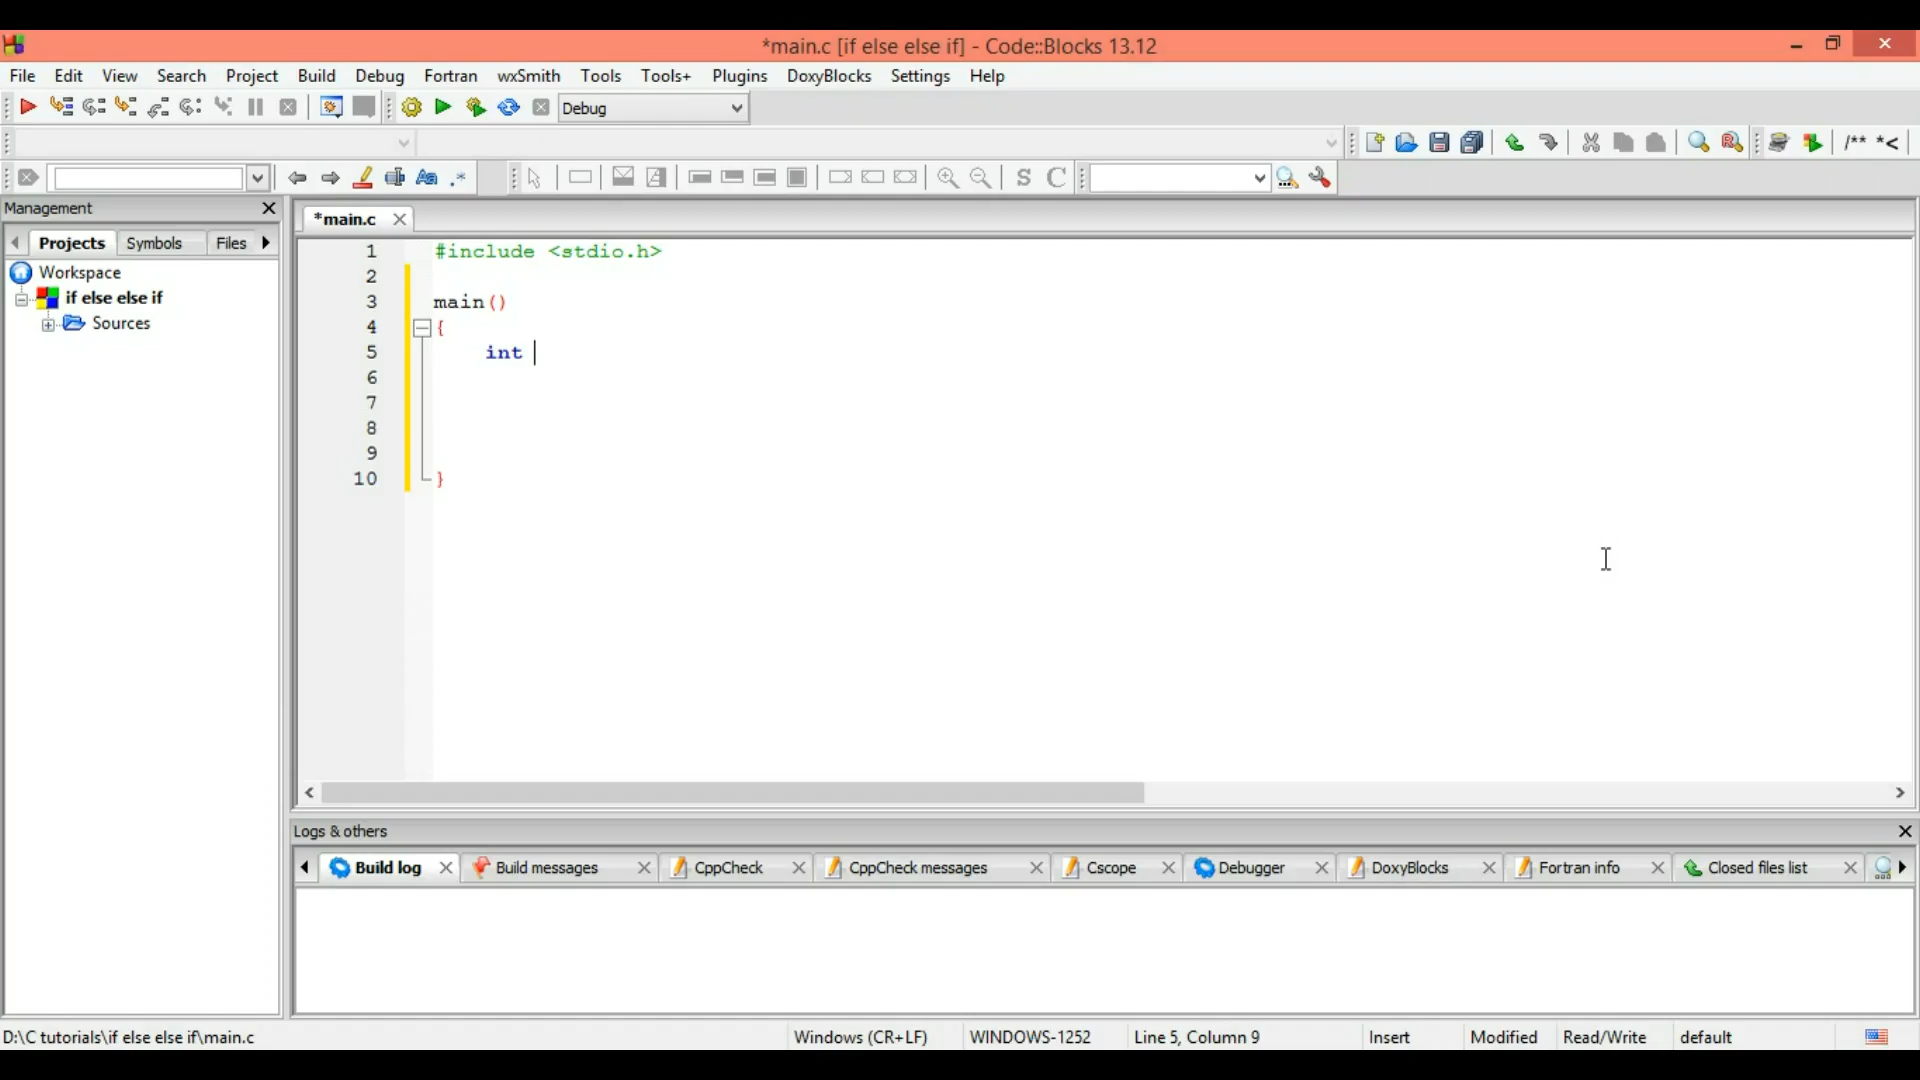 *main.c [if else else if] - Code::Blocks 13.12
File Edit View Search Project Build Debug Fortran wxSmith Tools Tools+ Plugins DoxyBlocks Settings Help
Debug
/** *<
S C
Management
Projects Symbols Files
Workspace
if else else if
Sources
*main.c
1 #include <stdio.h>
2
3 main()
4 {
5 int
6
7
8
9
10 }
Logs & others
Build log Build messages CppCheck CppCheck messages Cscope Debugger DoxyBlocks Fortran info Closed files list
D:\C tutorials\if else else if\main.c Windows (CR+LF) WINDOWS-1252 Line 5, Column 9 Insert Modified Read/Write default